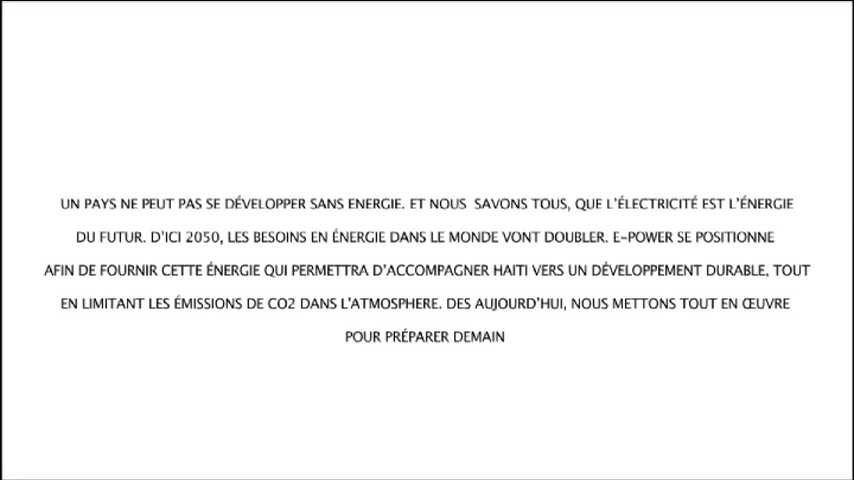 UN PAYS NE PEUT PAS SE DÉVELOPPER SANS ENERGIE. ET NOUS  SAVONS TOUS, QUE L'ÉLECTRICITÉ EST L'ÉNERGIE
DU FUTUR. D'ICI 2050, LES BESOINS EN ÉNERGIE DANS LE MONDE VONT DOUBLER. E-POWER SE POSITIONNE
AFIN DE FOURNIR CETTE ÉNERGIE QUI PERMETTRA D'ACCOMPAGNER HAITI VERS UN DÉVELOPPEMENT DURABLE, TOUT
EN LIMITANT LES ÉMISSIONS DE CO2 DANS L'ATMOSPHERE. DES AUJOURD'HUI, NOUS METTONS TOUT EN ŒUVRE
POUR PRÉPARER DEMAIN